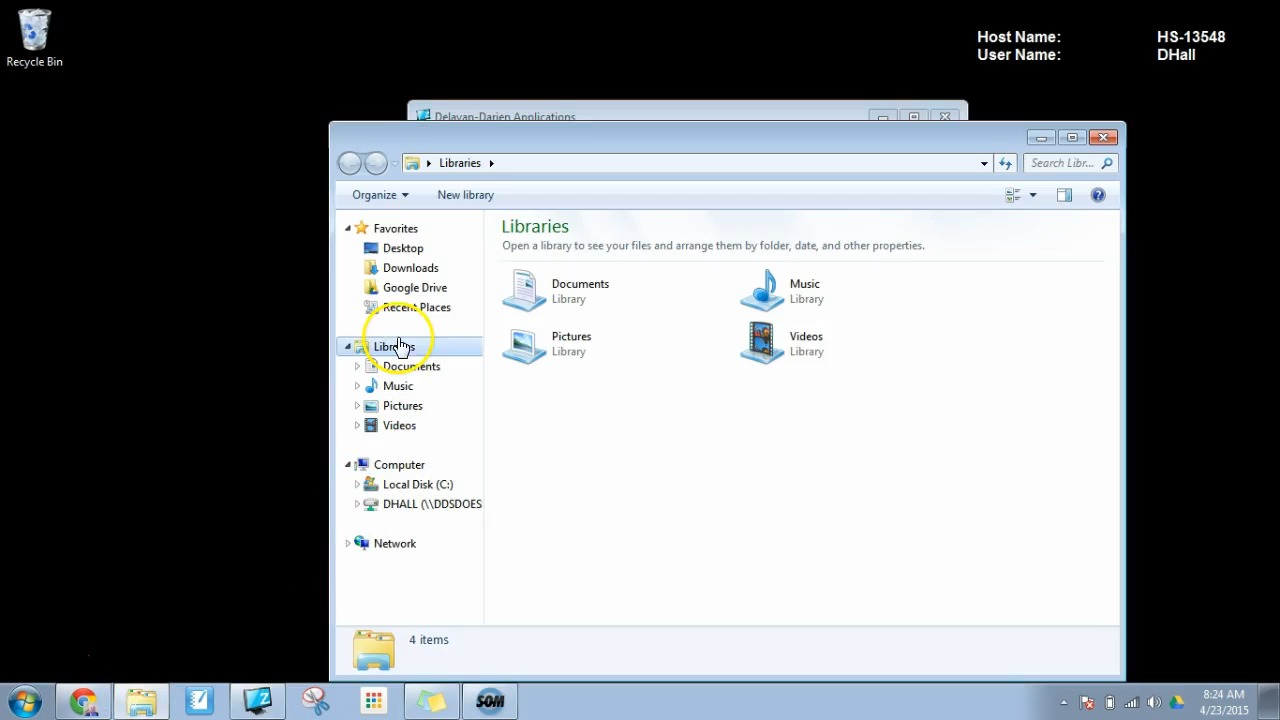 Recycle Bin
Host Name: HS-13548
User Name: DHall
Delavan-Darien Applications
Libraries
Search Libr...
Organize
New library
Favorites
Desktop
Downloads
Google Drive
Recent Places
Libraries
Documents
Music
Pictures
Videos
Computer
Local Disk (C:)
DHALL (\\DDSDOES
Network
Libraries
Open a library to see your files and arrange them by folder, date, and other properties.
Documents
Library
Music
Library
Pictures
Library
Videos
Library
4 items
SOM
8:24 AM
4/23/2015